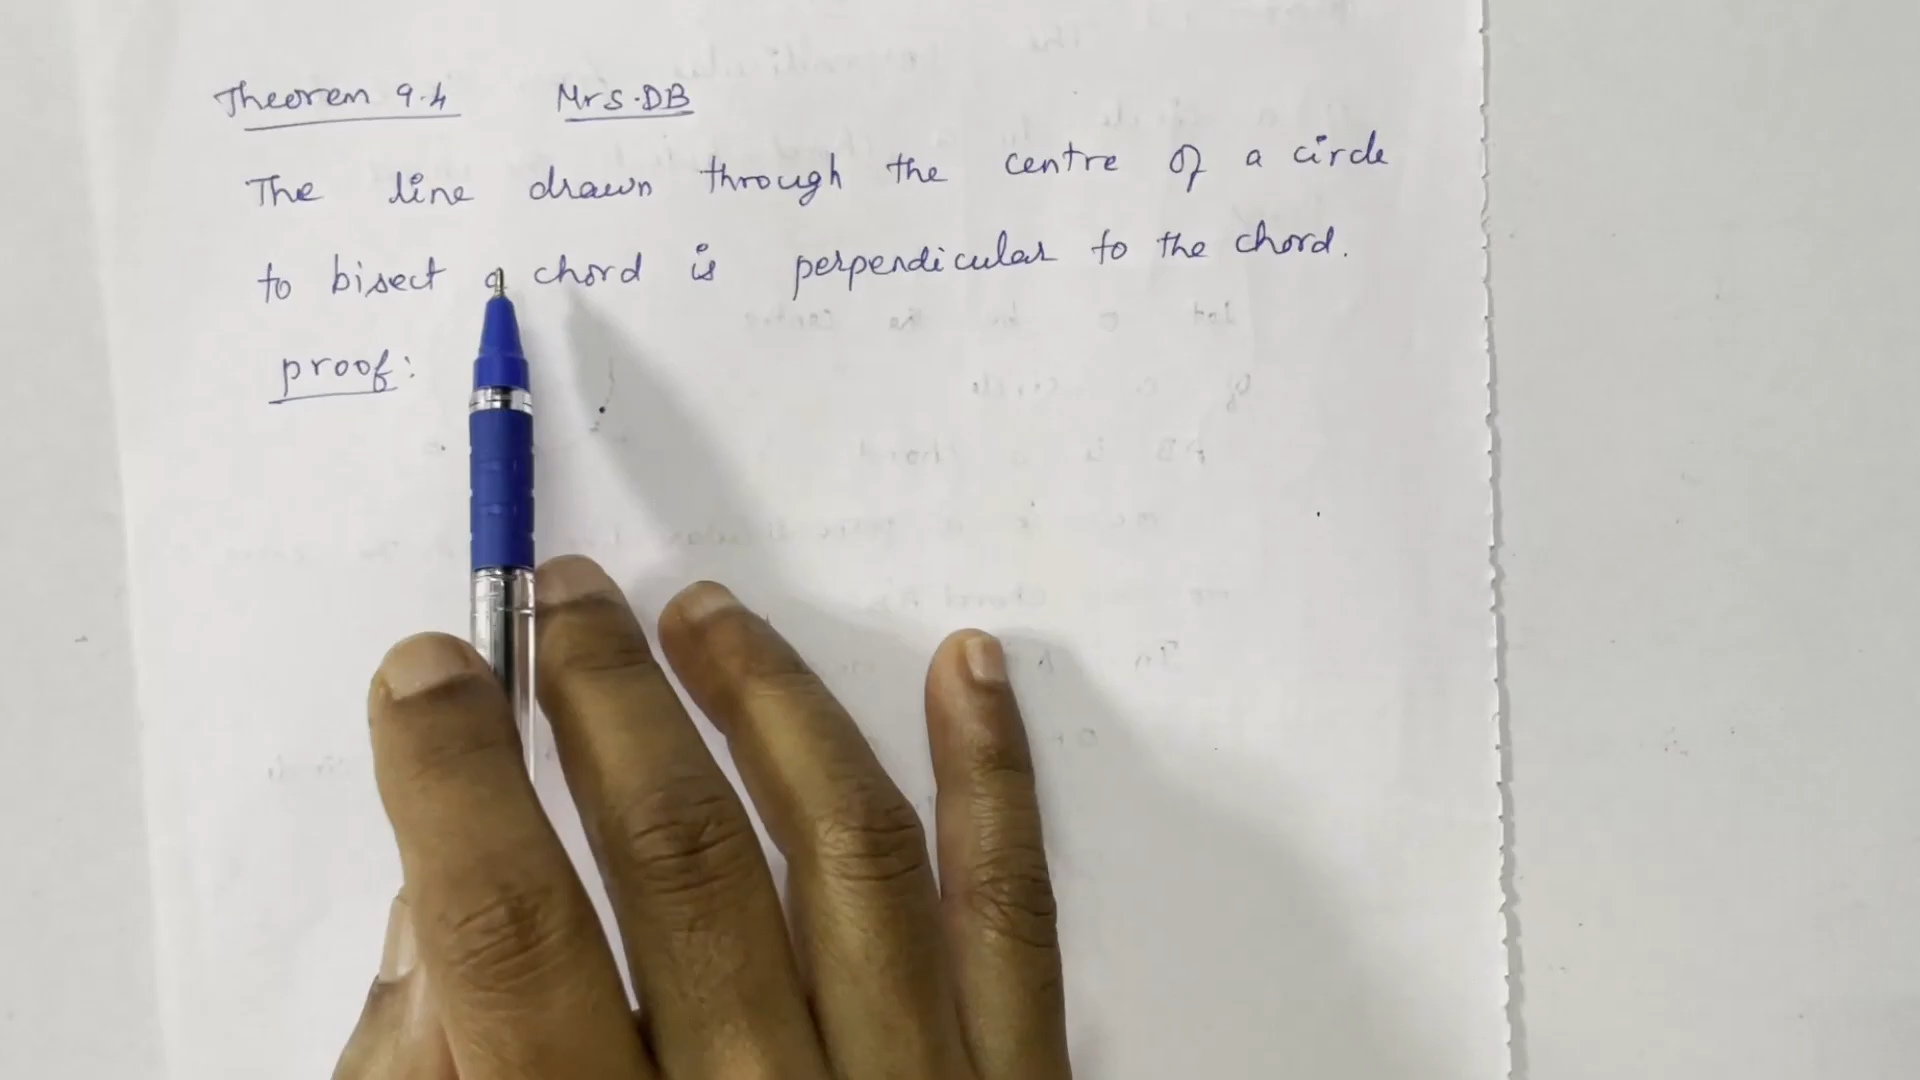 Theorem 9.4 Mrs.DB
The line drawn through the centre of a circle
to bisect a chord is perpendicular to the chord.
proof: